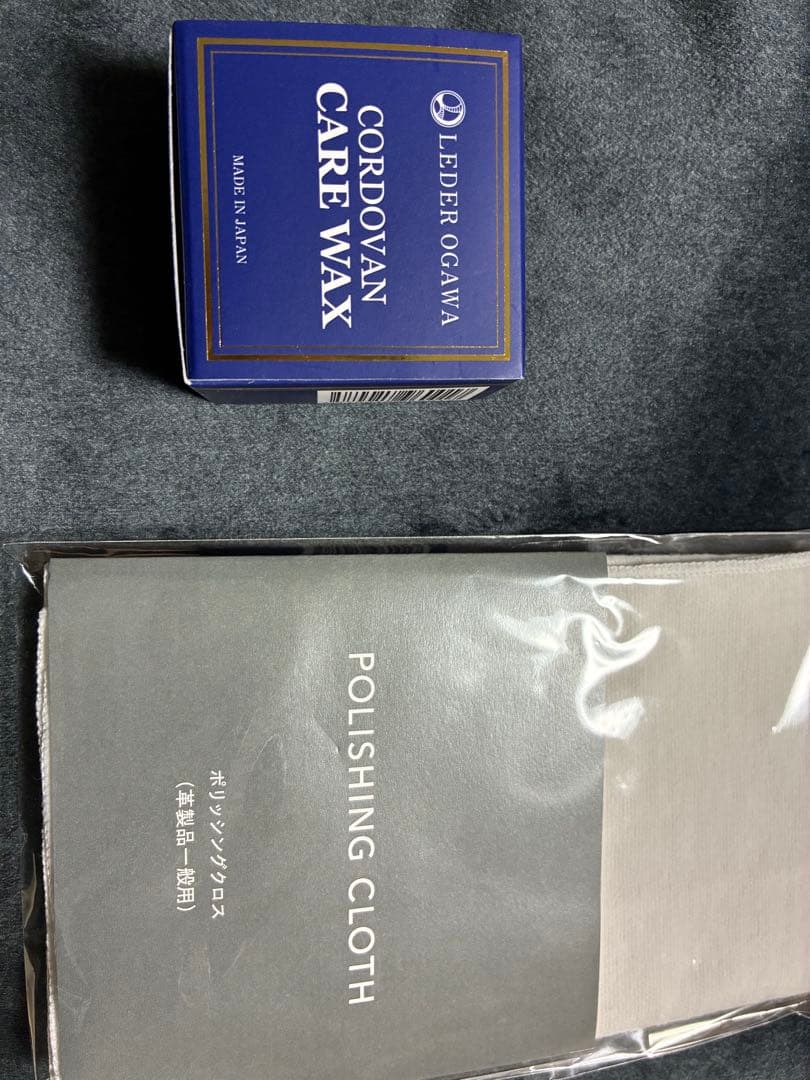 LEDER OGAWA
CORDOVAN
CARE WAX
MADE IN JAPAN
POLISHING CLOTH
ポリッシングクロス
(革製品一般用)